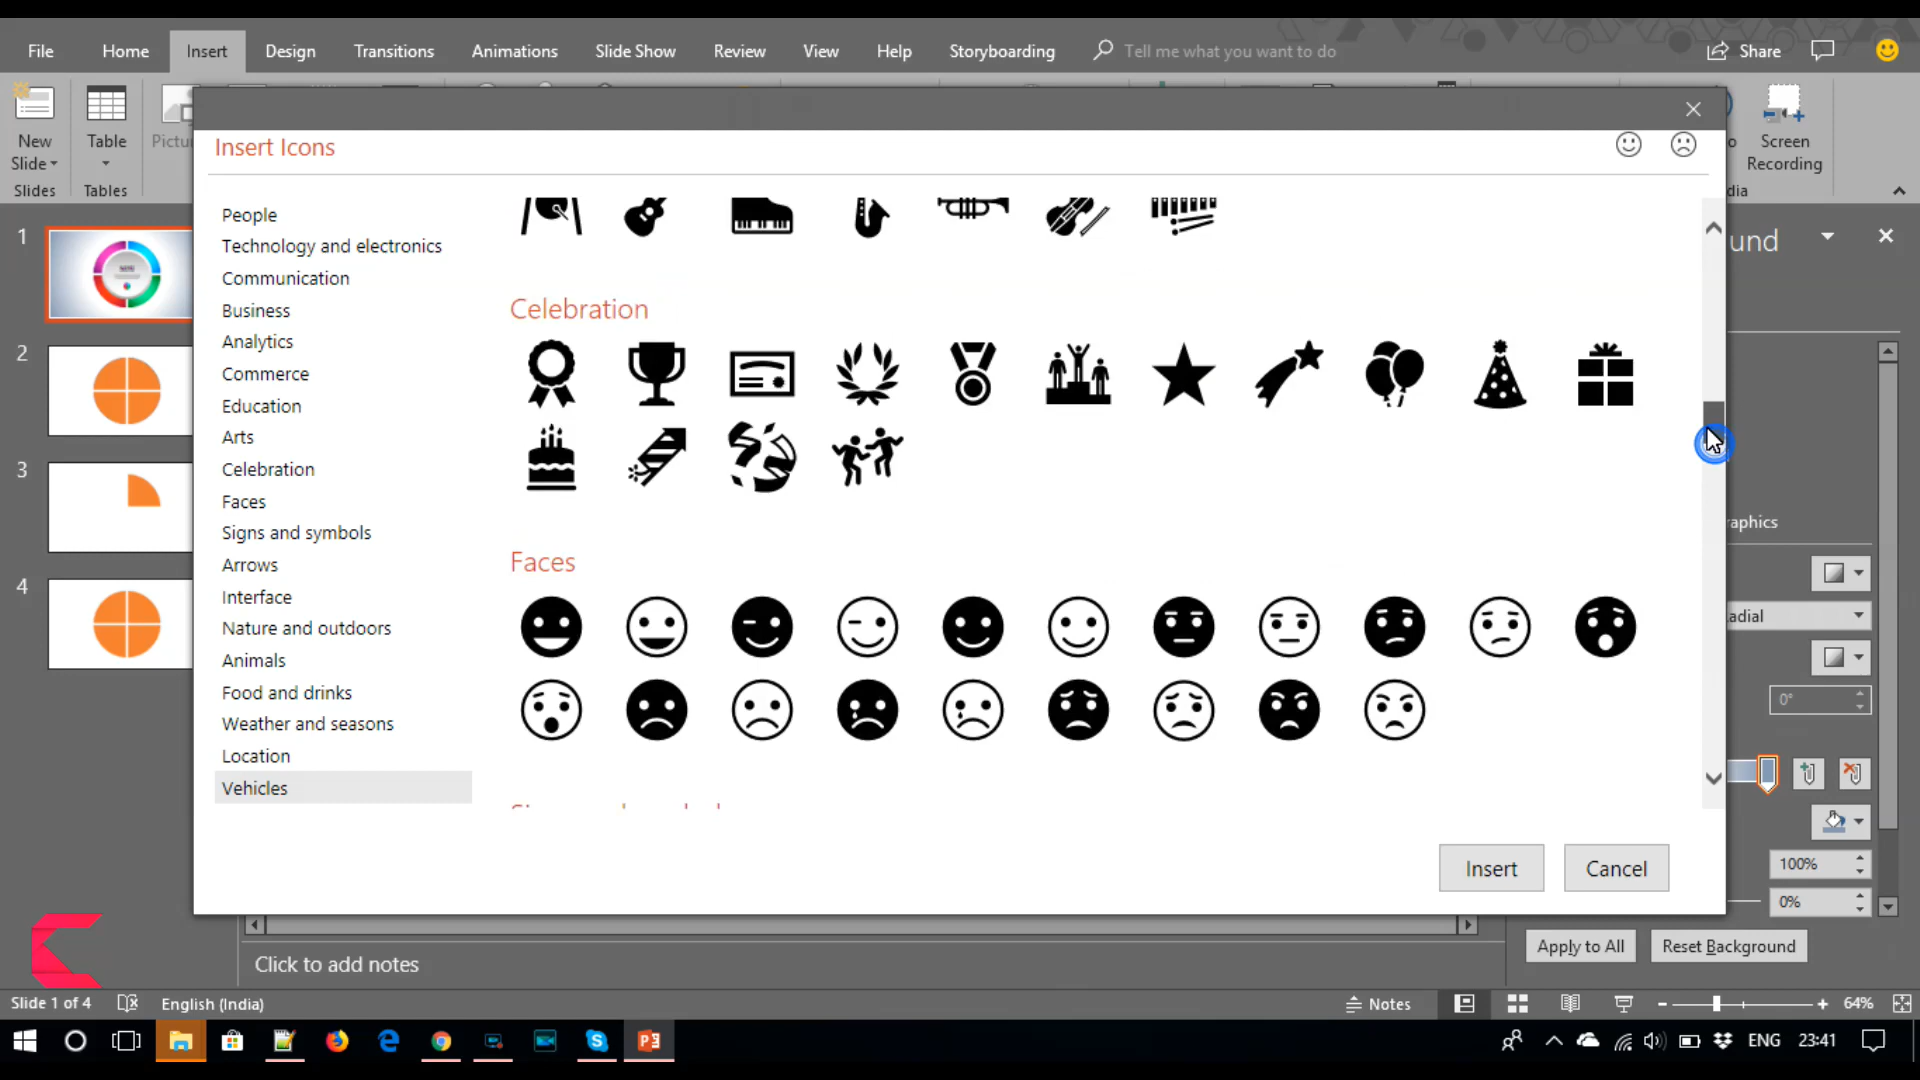 File Home Insert Design Transitions Animations Slide Show Review View Help Storyboarding Tell me what you want to do Share
New Slide
Table
Screen Recording
Slides Tables
Insert Icons
People
Technology and electronics
Communication
Business
Analytics
Commerce
Education
Arts
Celebration
Faces
Signs and symbols
Arrows
Interface
Nature and outdoors
Animals
Food and drinks
Weather and seasons
Location
Vehicles
Celebration
Faces
Insert Cancel
1
2
3
4
0°
100%
0%
Apply to All Reset Background
Click to add notes
Slide 1 of 4 English (India) Notes 64%
ENG 23:41